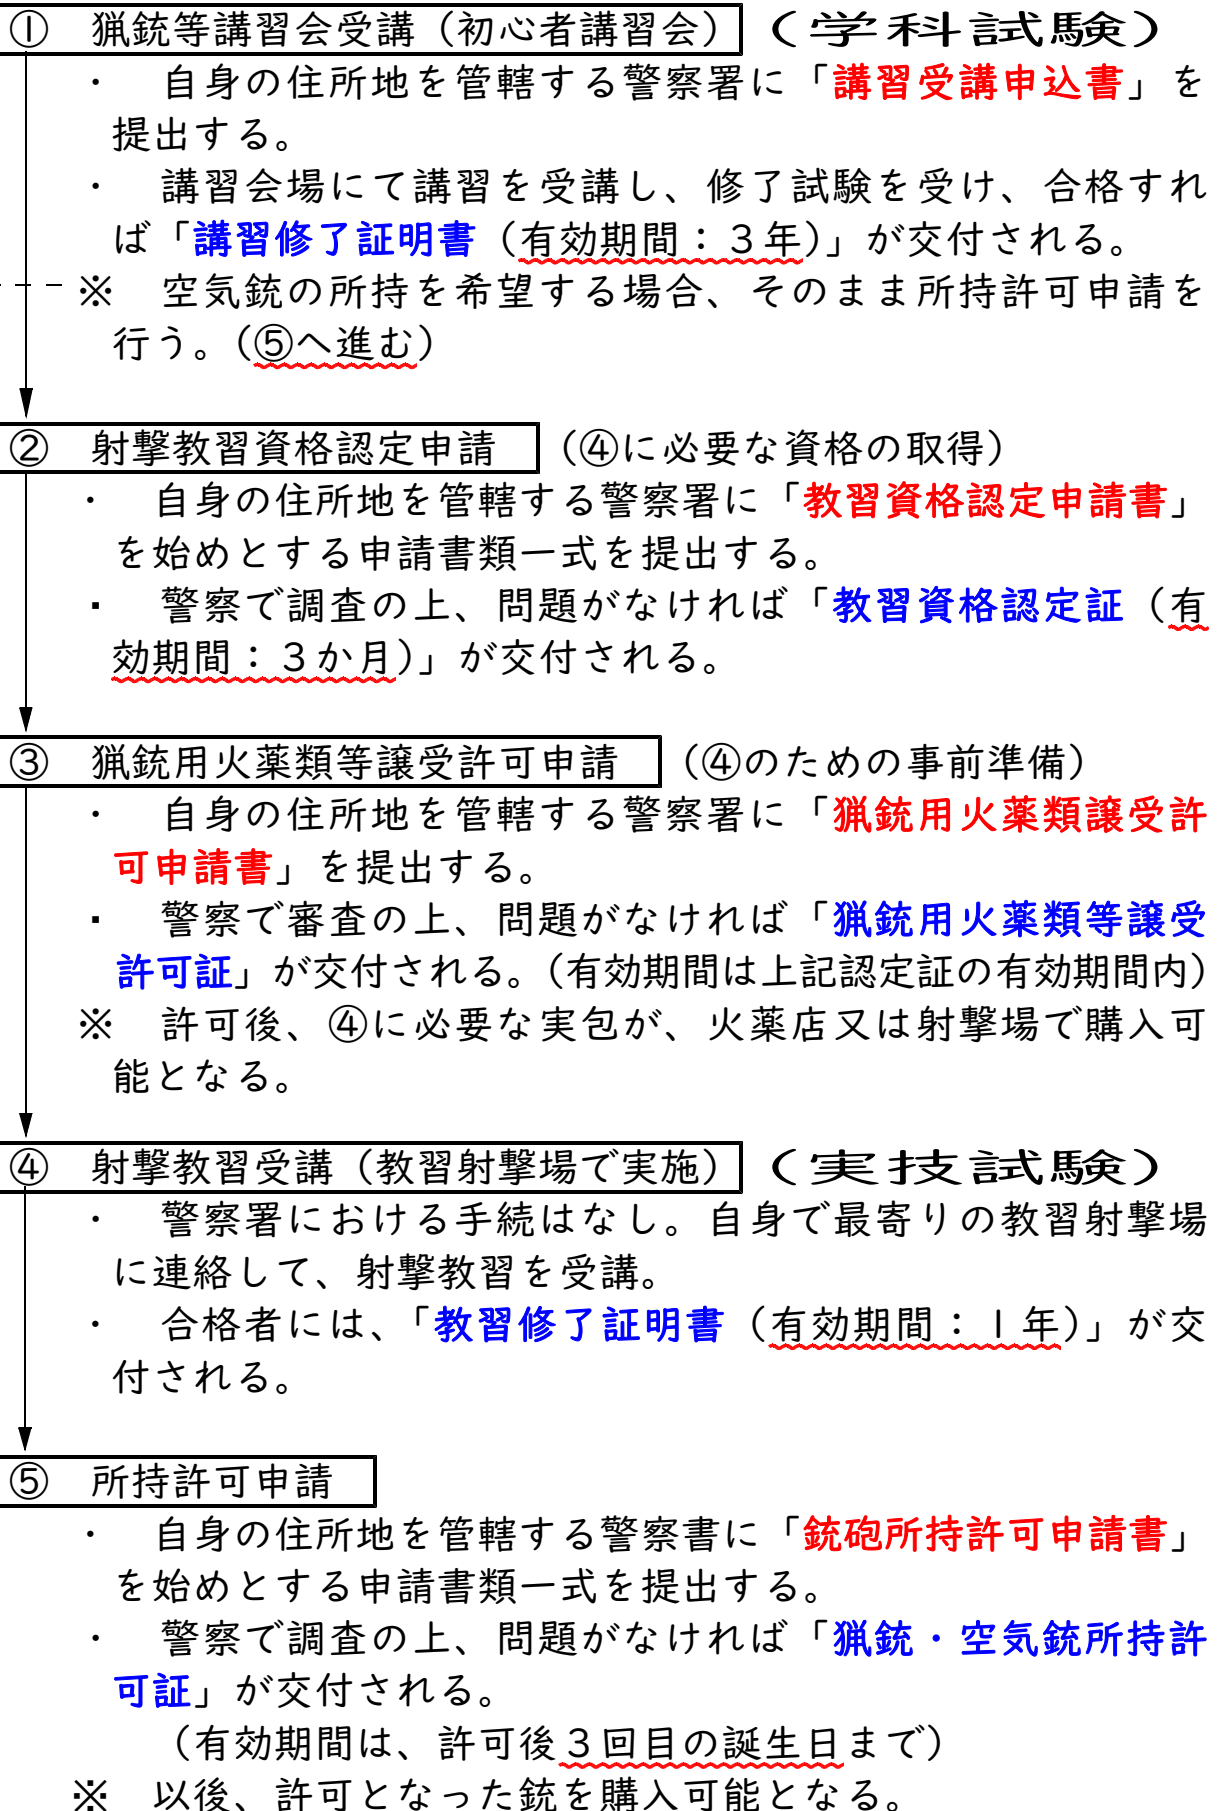 ① 猟銃等講習会受講（初心者講習会）（学科試験）
・ 自身の住所地を管轄する警察署に「講習受講申込書」を
提出する。
・ 講習会場にて講習を受講し、修了試験を受け、合格すれ
ば「講習修了証明書（有効期間：３年）」が交付される。
※ 空気銃の所持を希望する場合、そのまま所持許可申請を
行う。（⑤へ進む）
② 射撃教習資格認定申請 （④に必要な資格の取得）
・ 自身の住所地を管轄する警察署に「教習資格認定申請書」
を始めとする申請書類一式を提出する。
・ 警察で調査の上、問題がなければ「教習資格認定証（有
効期間：３か月）」が交付される。
③ 猟銃用火薬類等譲受許可申請 （④のための事前準備）
・ 自身の住所地を管轄する警察署に「猟銃用火薬類譲受許
可申請書」を提出する。
・ 警察で審査の上、問題がなければ「猟銃用火薬類等譲受
許可証」が交付される。（有効期間は上記認定証の有効期間内）
※ 許可後、④に必要な実包が、火薬店又は射撃場で購入可
能となる。
④ 射撃教習受講（教習射撃場で実施）（実技試験）
・ 警察署における手続はなし。自身で最寄りの教習射撃場
に連絡して、射撃教習を受講。
・ 合格者には、「教習修了証明書（有効期間：１年）」が交
付される。
⑤ 所持許可申請
・ 自身の住所地を管轄する警察書に「銃砲所持許可申請書」
を始めとする申請書類一式を提出する。
・ 警察で調査の上、問題がなければ「猟銃・空気銃所持許
可証」が交付される。
（有効期間は、許可後３回目の誕生日まで）
※ 以後、許可となった銃を購入可能となる。